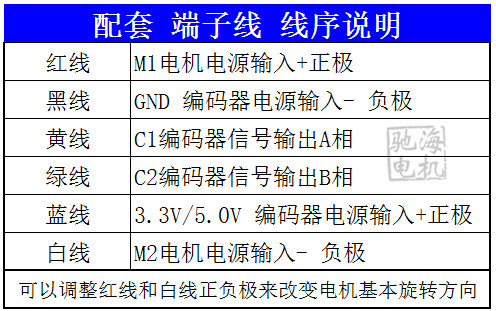 配套 端子线 线序说明
红线 M1电机电源输入+正极
黑线 GND 编码器电源输入- 负极
黄线 C1编码器信号输出A相
绿线 C2编码器信号输出B相
蓝线 3.3V/5.0V 编码器电源输入+正极
白线 M2电机电源输入- 负极
可以调整红线和白线正负极来改变电机基本旋转方向
驰海
电机